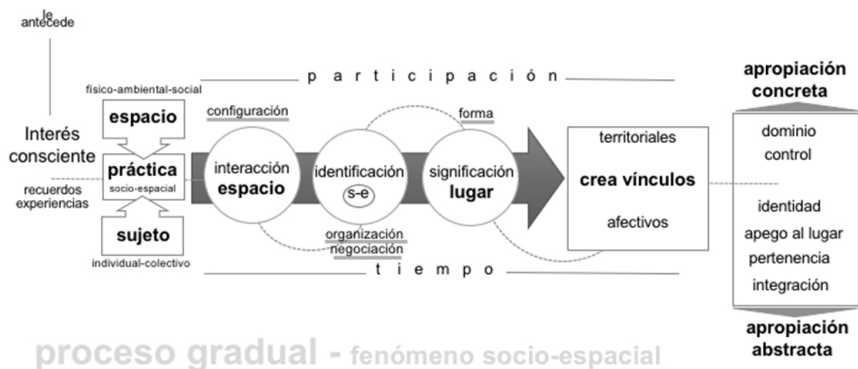 le
antecede
Interés
consciente
recuerdos
experiencias
físico-ambiental-social
espacio
práctica
socio-espacial
sujeto
individual-colectivo
participación
configuración
interacción
espacio
identificación
s-e
organización
negociación
forma
significación
lugar
tiempo
territoriales
crea vínculos
afectivos
apropiación
concreta
dominio
control
identidad
apego al lugar
pertenencia
integración
apropiación
abstracta
proceso gradual - fenómeno socio-espacial